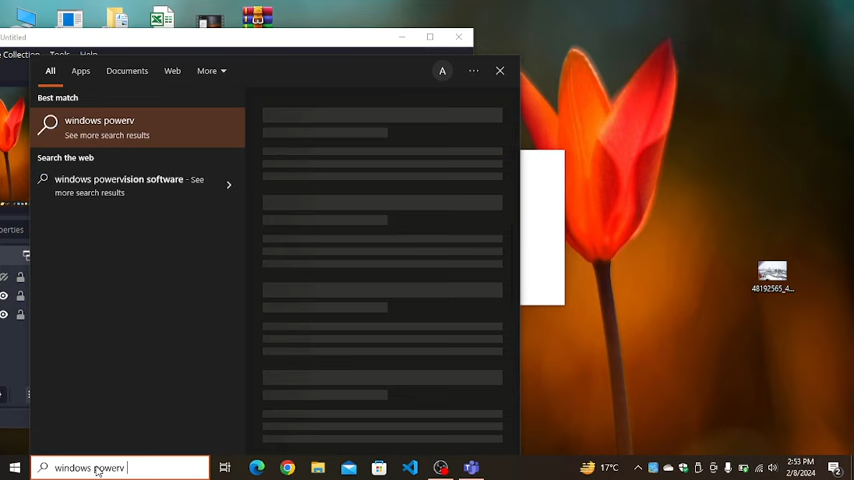 Untitled
Collection Tools Help
All Apps Documents Web More
A
Best match
windows powerv
See more search results
Search the web
windows powervision software - See
more search results
48192565_4...
windows powerv
17°C
2:53 PM
2/8/2024
2